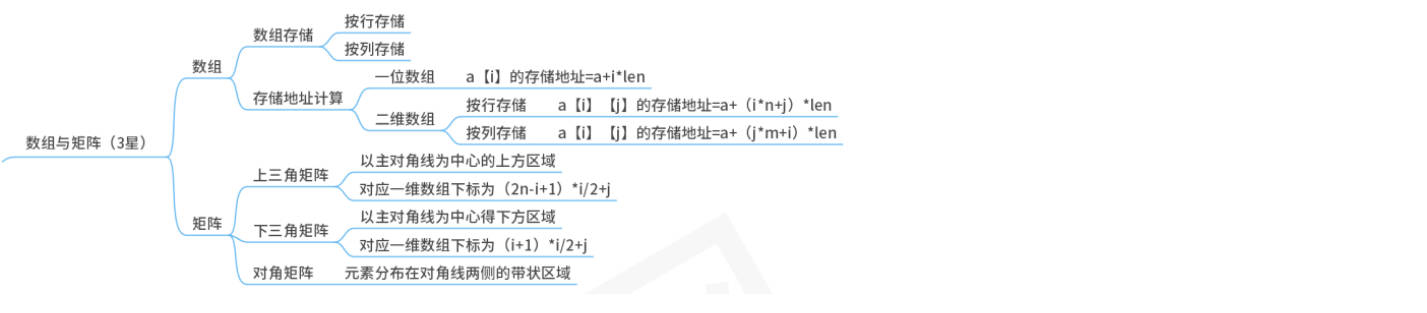 数组与矩阵（3星）
数组
数组存储
按行存储
按列存储
存储地址计算
一位数组
a【i】的存储地址=a+i*len
二维数组
按行存储
a【i】【j】的存储地址=a+（i*n+j）*len
按列存储
a【i】【j】的存储地址=a+（j*m+i）*len
矩阵
上三角矩阵
以主对角线为中心的上方区域
对应一维数组下标为（2n-i+1）*i/2+j
下三角矩阵
以主对角线为中心得下方区域
对应一维数组下标为（i+1）*i/2+j
对角矩阵
元素分布在对角线两侧的带状区域